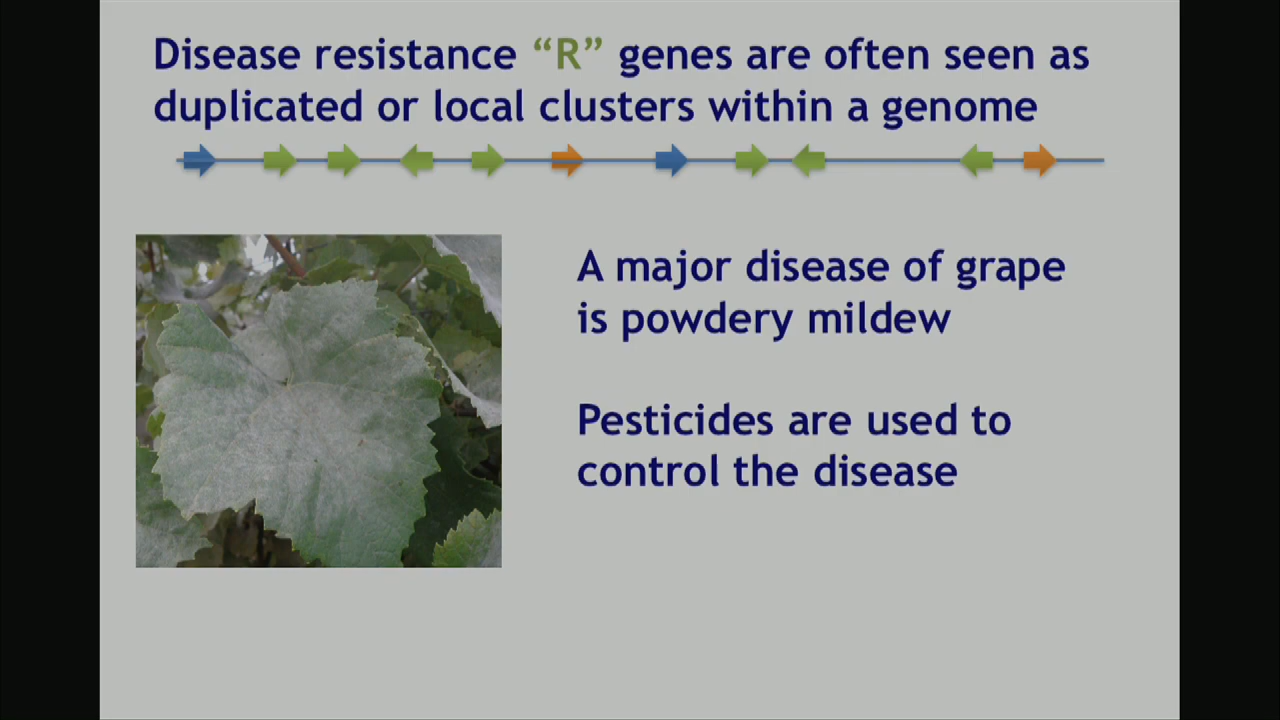 Disease resistance “R” genes are often seen as
duplicated or local clusters within a genome
A major disease of grape
is powdery mildew
Pesticides are used to
control the disease